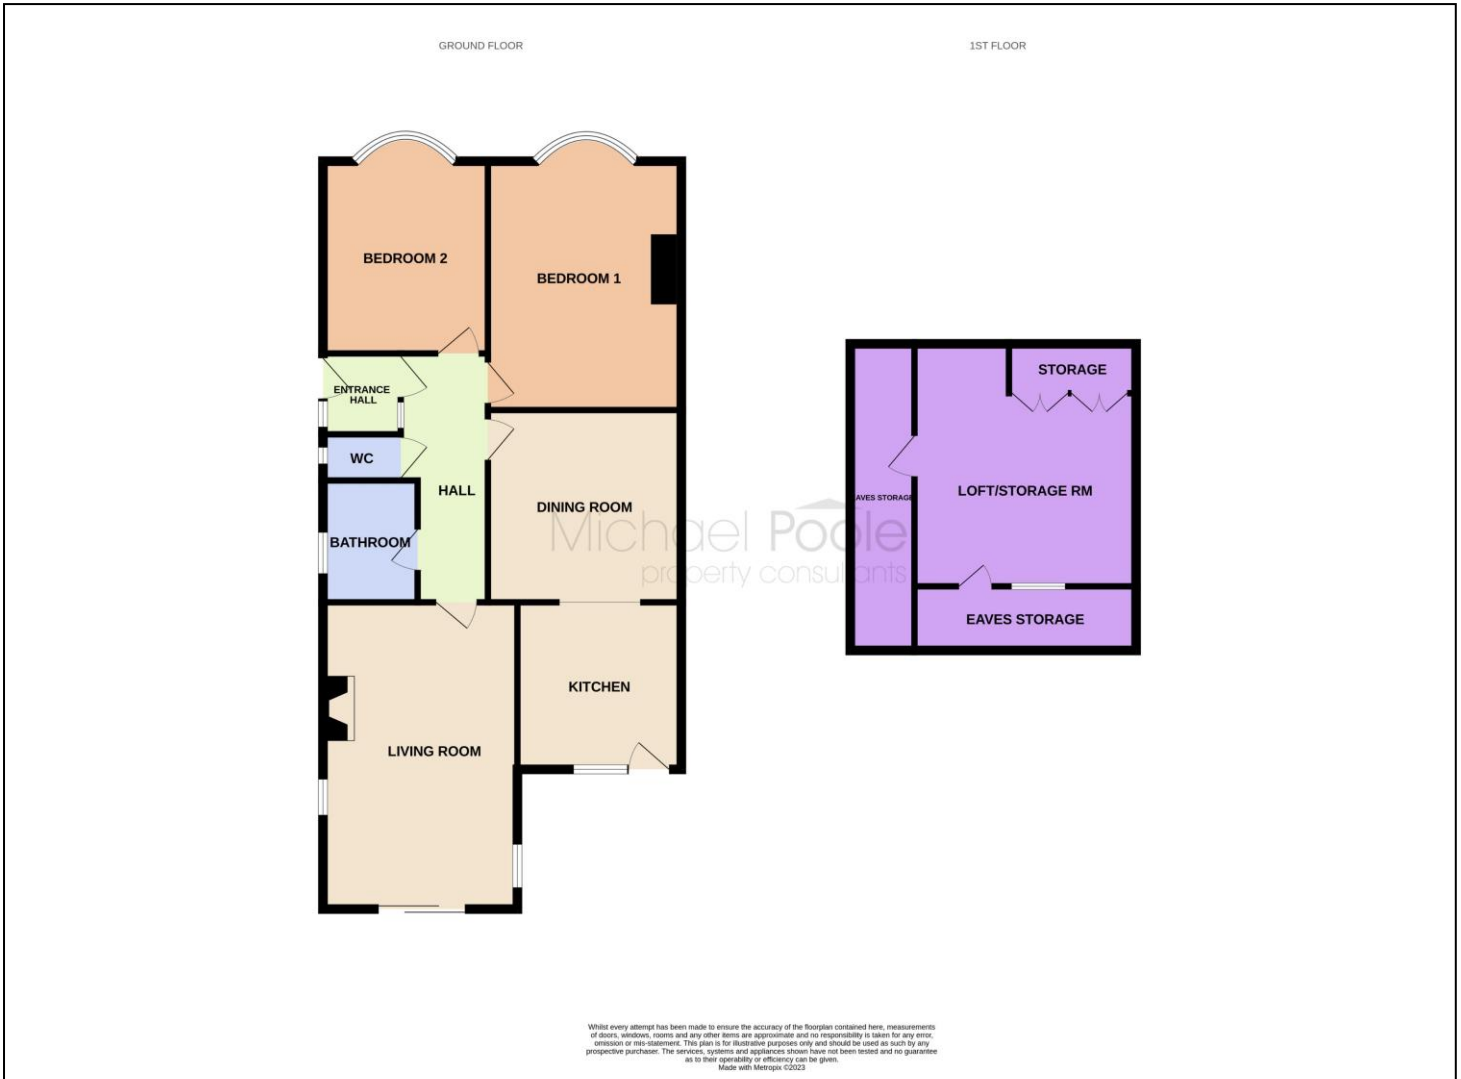 GROUND FLOOR
1ST FLOOR
BEDROOM 2
BEDROOM 1
ENTRANCE
HALL
WC
HALL
BATHROOM
DINING ROOM
KITCHEN
LIVING ROOM
STORAGE
LOFT/STORAGE RM
AVES STORAGE
EAVES STORAGE
Michael Poole
property consultants
Whilst every attempt has been made to ensure the accuracy of the floorplan contained here, measurements
of doors, windows, rooms and any other items are approximate and no responsibility is taken for any error,
omission or mis-statement. This plan is for illustrative purposes only and should be used as such by any
prospective purchaser. The services, systems and appliances shown have not been tested and no guarantee
as to their operability or efficiency can be given.
Made with Metropix ©2023